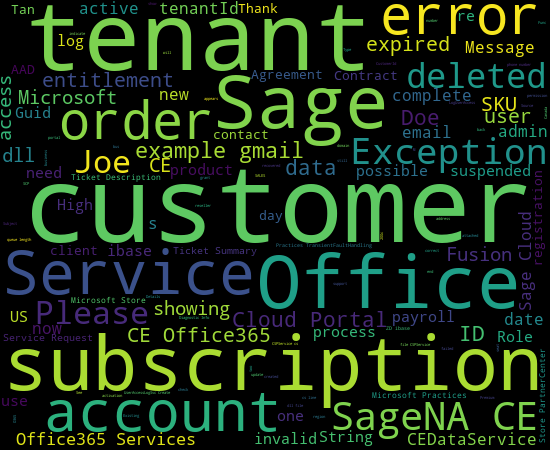 Tan active tenantId Thank
tenant error
log re
expired Message
AAD
entitlement Agreement Contract deleted
access Microsoft new Sage complete SKU
Guid order Doe user
contact email admin
dll Joe CE example gmail Exception
need product data possible suspended
Ticket Description
customer
High s day
client ibase Ticket Summary Practices TransientFaultHandling
Fusion
Sage Cloud
registration
Service Office
Microsoft Store
US Please showing Cloud Portal payroll date
now CE Office365 process ID Role
Service Request
subscription
Store PartnerCenter
use account Microsoft Practices
one SageNA CE
Office365 Services invalid String CEDataService